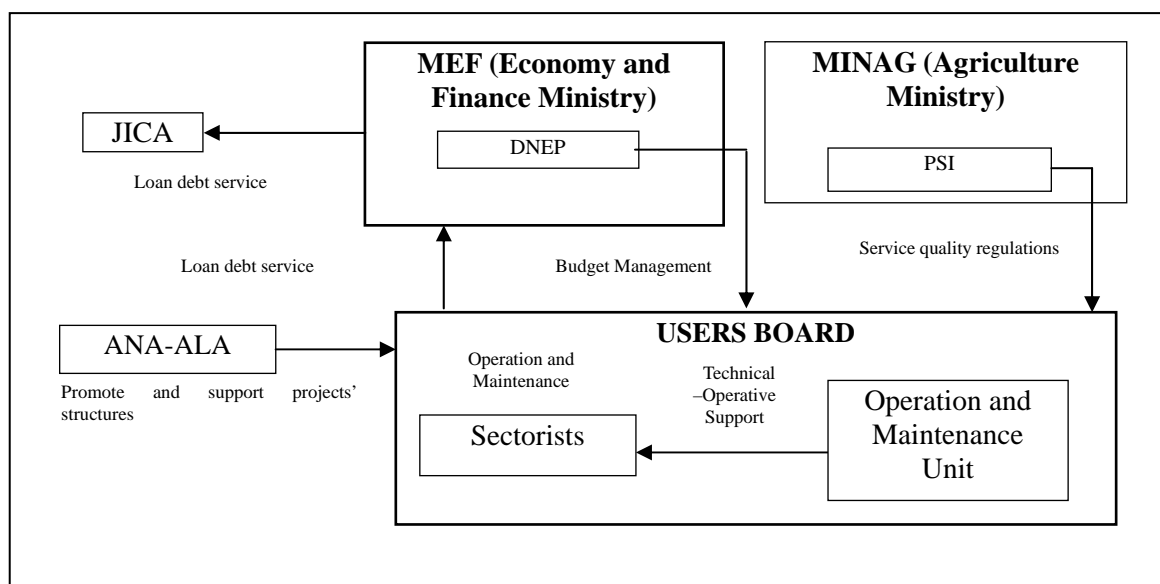 MEF (Economy and
Finance Ministry)
DNEP
MINAG (Agriculture
Ministry)
PSI
JICA
Loan debt service
Loan debt service
Budget Management
Service quality regulations
ANA-ALA
Promote and support projects’
structures
USERS BOARD
Operation and
Maintenance
Sectorists
Technical
–Operative
Support
Operation and
Maintenance
Unit